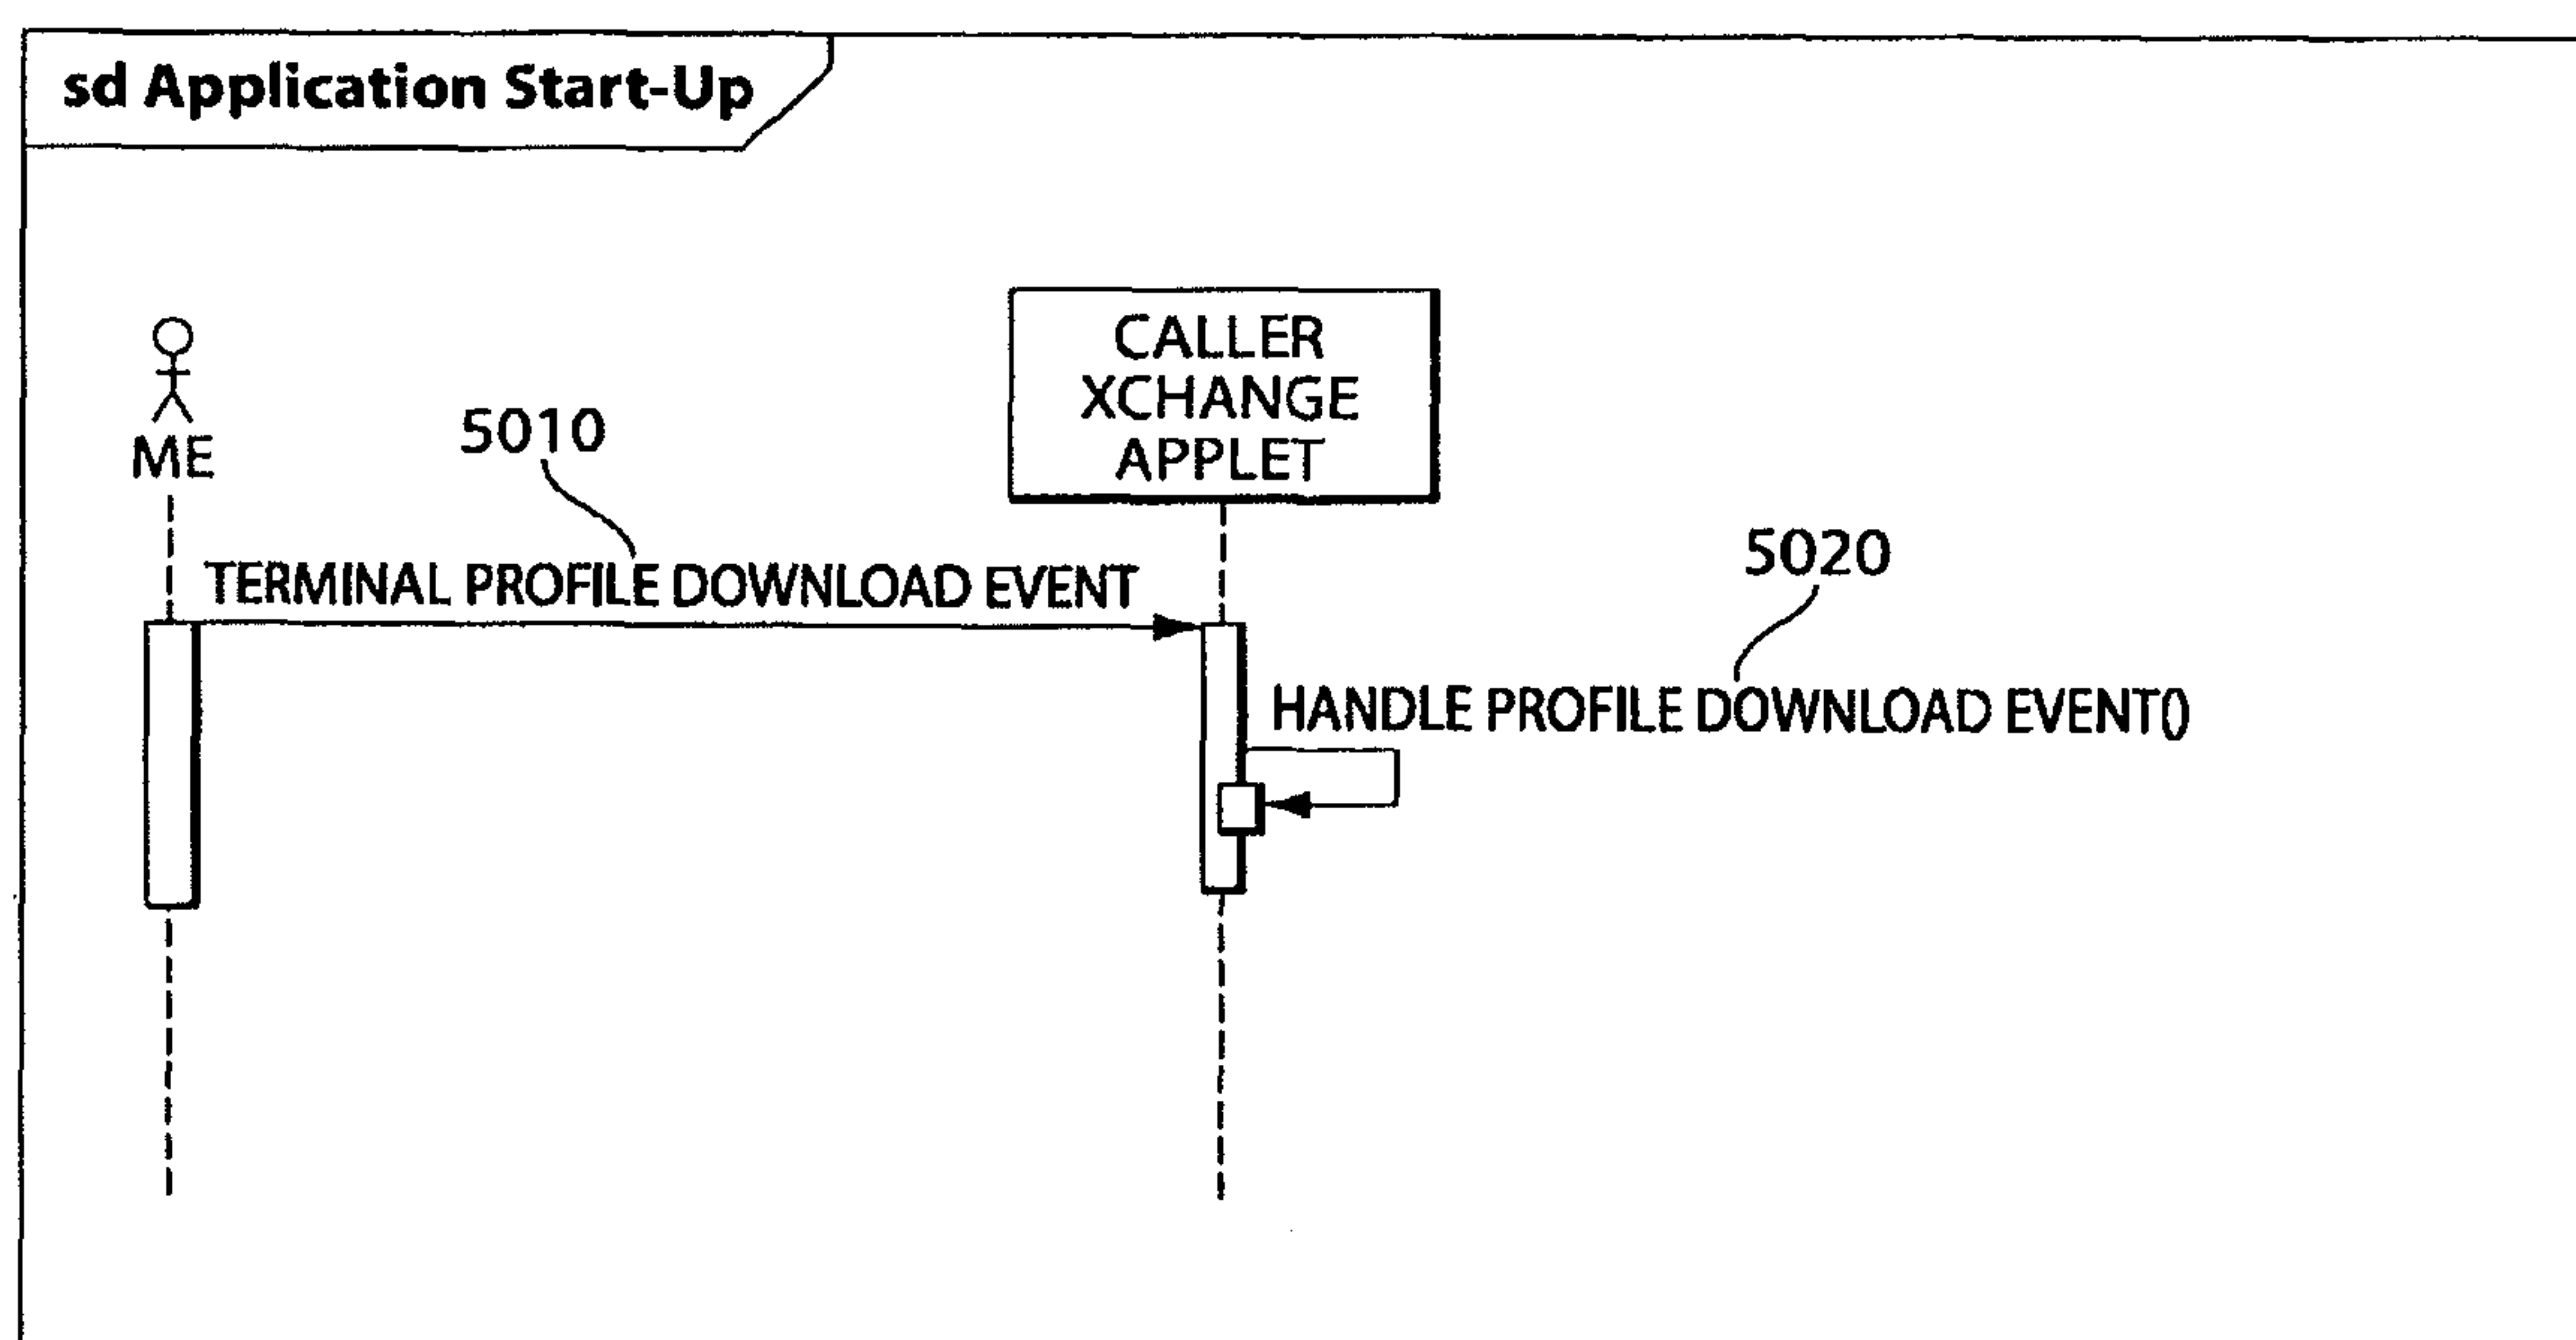 sd Application Start-Up
CALLER
XCHANGE
APPLET
ME
5010
TERMINAL PROFILE DOWNLOAD EVENT
5020
HANDLE PROFILE DOWNLOAD EVENT()